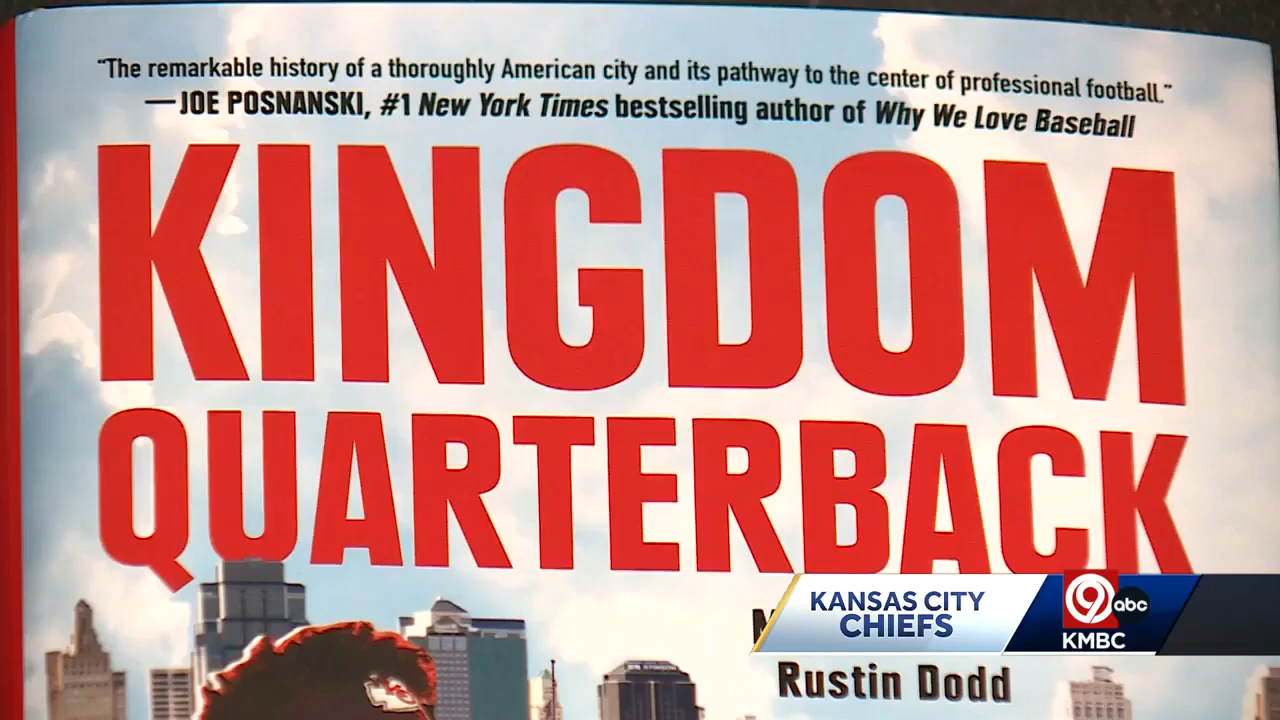 "The remarkable history of a thoroughly American city and its pathway to the center of professional football."
—JOE POSNANSKI, #1 New York Times bestselling author of Why We Love Baseball
KINGDOM
QUARTERBACK
Rustin Dodd
KANSAS CITY
CHIEFS
9 abc
KMBC